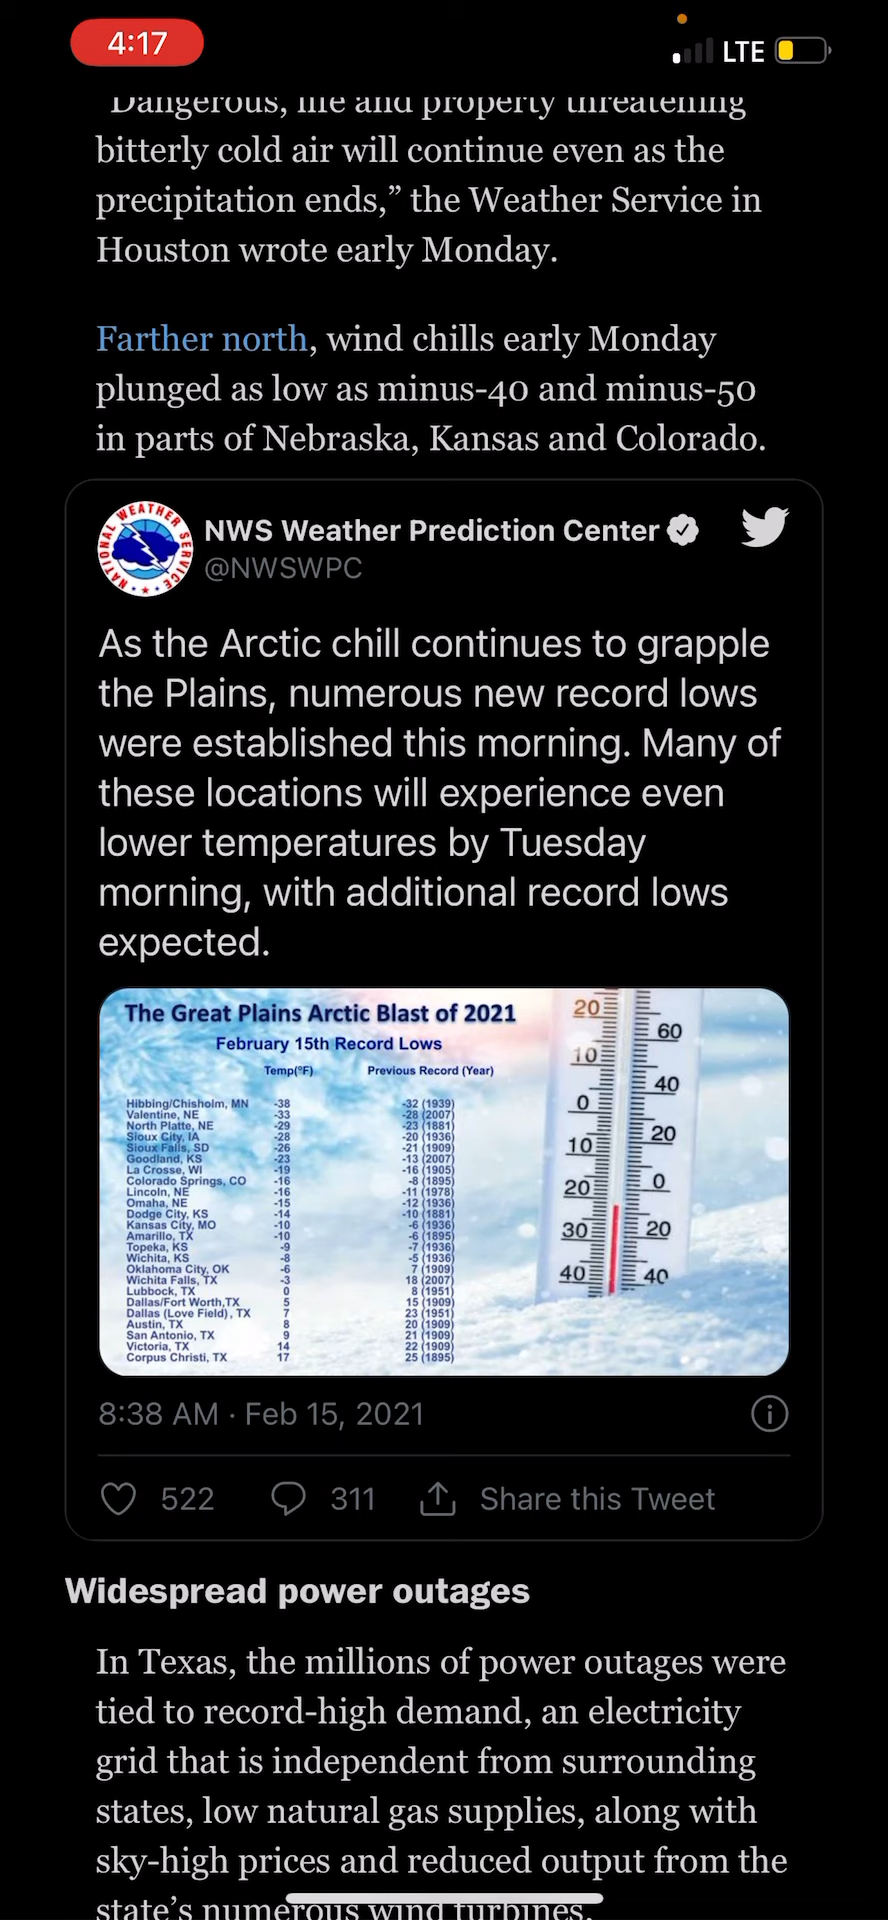 4:17
LTE
“Dangerous, life and property threatening
bitterly cold air will continue even as the
precipitation ends,” the Weather Service in
Houston wrote early Monday.
Farther north, wind chills early Monday
plunged as low as minus-40 and minus-50
in parts of Nebraska, Kansas and Colorado.
NATIONAL WEATHER SERVICE
NWS Weather Prediction Center
@NWSWPC
As the Arctic chill continues to grapple
the Plains, numerous new record lows
were established this morning. Many of
these locations will experience even
lower temperatures by Tuesday
morning, with additional record lows
expected.
The Great Plains Arctic Blast of 2021
February 15th Record Lows
Temp(°F) Previous Record (Year)
Hibbing/Chisholm, MN -38 -32 (1939)
Valentine, NE -33 -28 (2007)
North Platte, NE -29 -23 (1881)
Sioux City, IA -28 -20 (1936)
Sioux Falls, SD -26 -21 (1909)
Goodland, KS -23 -13 (2007)
La Crosse, WI -19 -16 (1905)
Colorado Springs, CO -16 -8 (1895)
Lincoln, NE -16 -11 (1978)
Omaha, NE -15 -12 (1936)
Dodge City, KS -14 -10 (1881)
Kansas City, MO -10 -6 (1936)
Amarillo, TX -10 -6 (1895)
Topeka, KS -9 -7 (1936)
Wichita, KS -8 -5 (1936)
Oklahoma City, OK -6 7 (1909)
Wichita Falls, TX -3 18 (2007)
Lubbock, TX 0 8 (1951)
Dallas/Fort Worth,TX 5 15 (1909)
Dallas (Love Field), TX 7 23 (1951)
Austin, TX 8 20 (1909)
San Antonio, TX 9 21 (1909)
Victoria, TX 14 22 (1909)
Corpus Christi, TX 17 25 (1895)
20
60
10
40
0
20
10
0
20
20
30
40
40
8:38 AM · Feb 15, 2021
522 311 Share this Tweet
Widespread power outages
In Texas, the millions of power outages were
tied to record-high demand, an electricity
grid that is independent from surrounding
states, low natural gas supplies, along with
sky-high prices and reduced output from the
state’s numerous wind turbines.